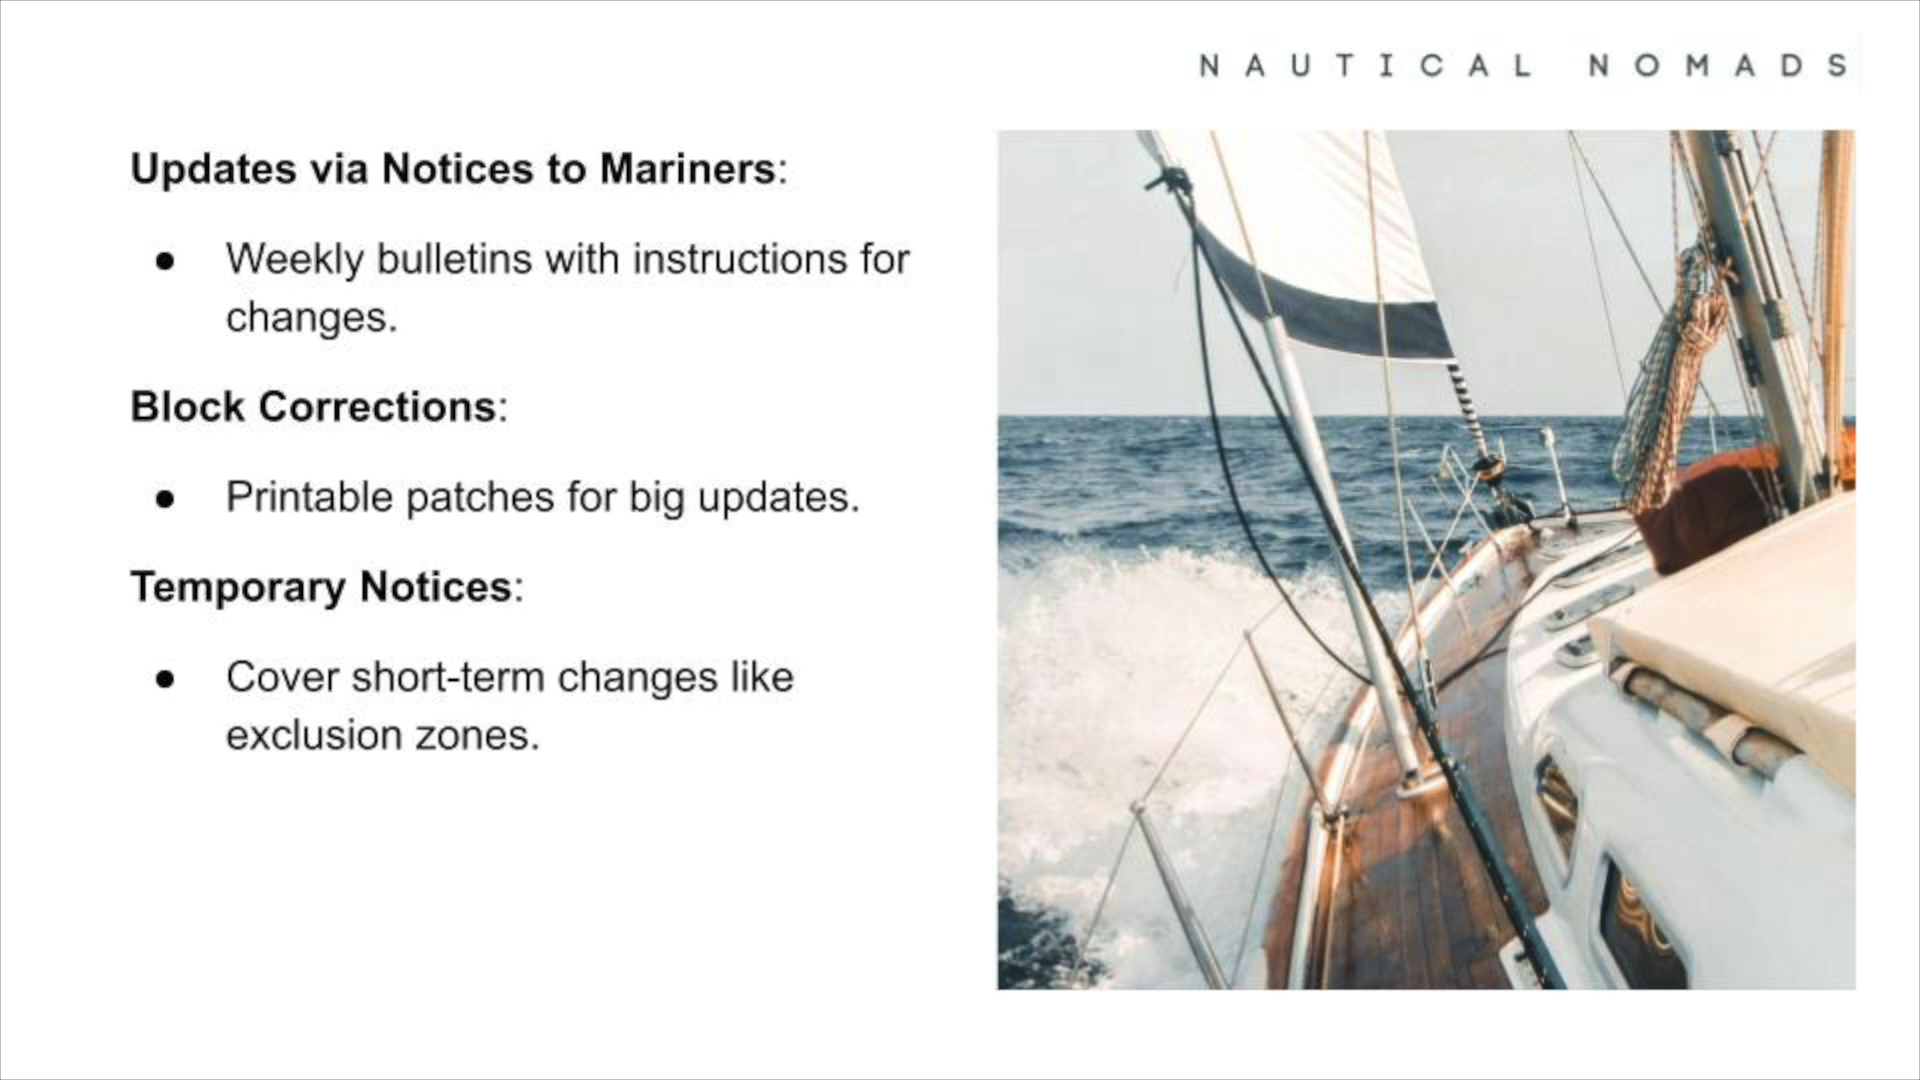 NAUTICAL NOMADS
Updates via Notices to Mariners:
● Weekly bulletins with instructions for
changes.
Block Corrections:
● Printable patches for big updates.
Temporary Notices:
● Cover short-term changes like
exclusion zones.